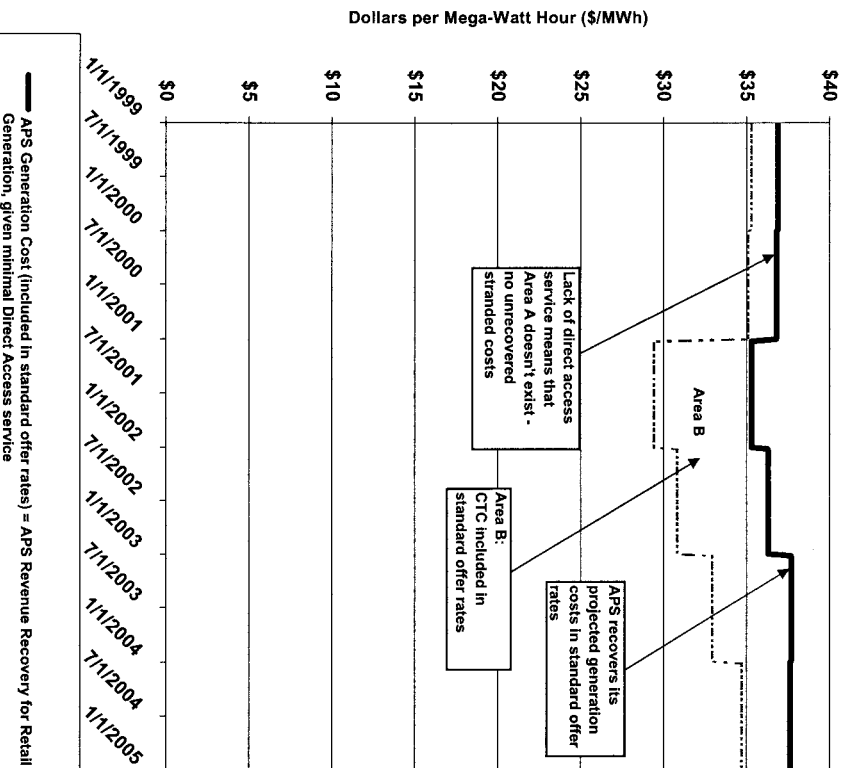 Dollars per Mega-Watt Hour ($/MWh)
$40
$35
$30
$25
$20
$15
$10
$5
$0
1/1/1999
7/1/1999
1/1/2000
7/1/2000
1/1/2001
7/1/2001
1/1/2002
7/1/2002
1/1/2003
7/1/2003
1/1/2004
7/1/2004
1/1/2005
Lack of direct access
service means that
Area A doesn't exist -
no unrecovered
stranded costs
Area B
Area B:
CTC included in
standard offer rates
APS recovers its
projected generation
costs in standard offer
rates
APS Generation Cost (included in standard offer rates) = APS Revenue Recovery for Retail
Generation, given minimal Direct Access service